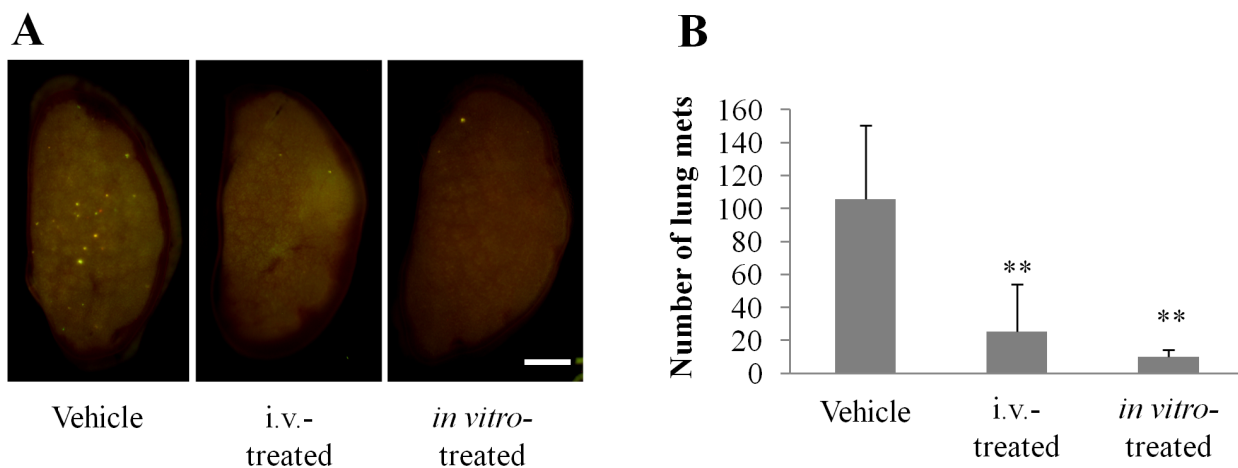 A
Vehicle
i.v.-
treated
in vitro-
treated
B
Number of lung mets
160
140
120
100
80
60
40
20
0
**
**
Vehicle
i.v.-
treated
in vitro-
treated